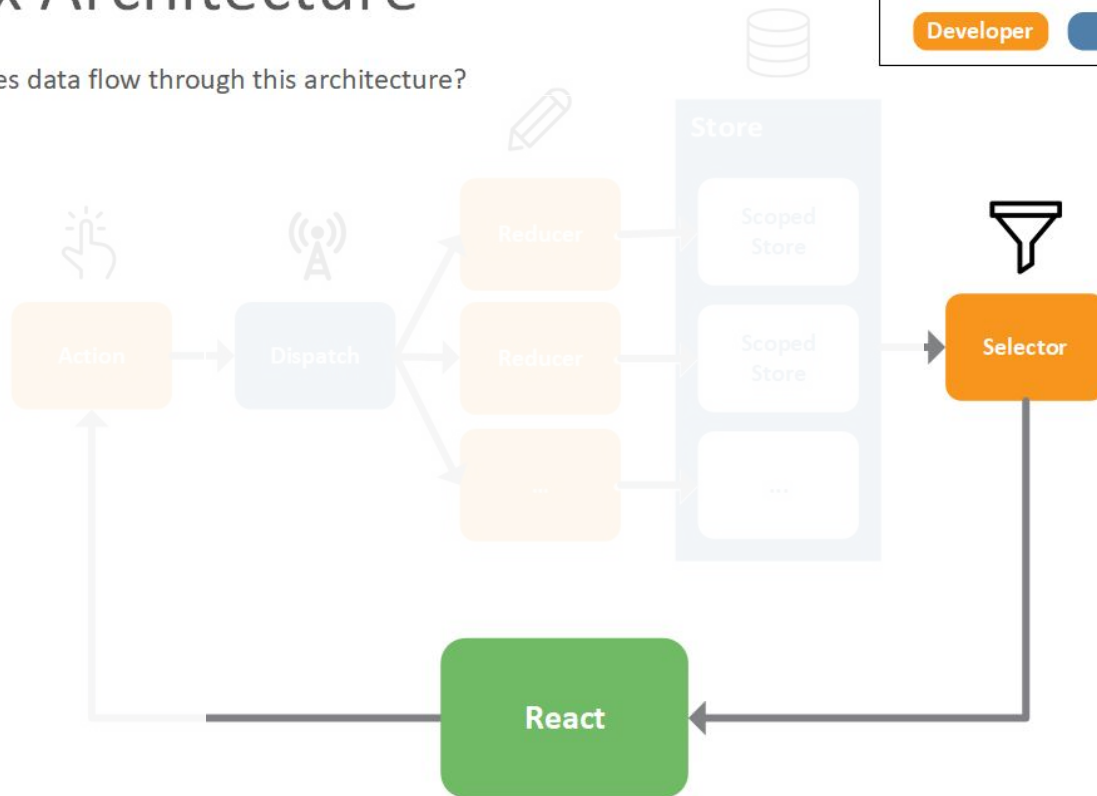 x Architecture
es data flow through this architecture?
Developer
Store
Reducer
Scoped
Store
Action
Dispatch
Reducer
Scoped
Store
Selector
...
...
React